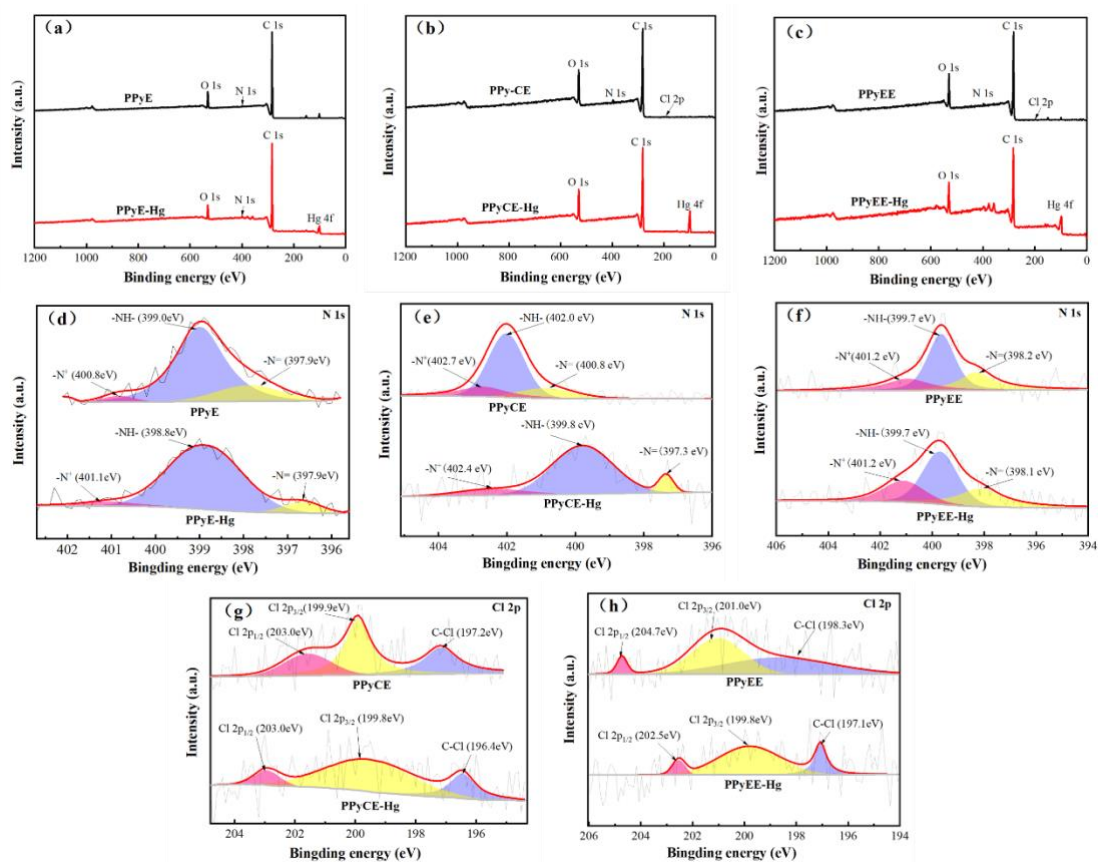 (a)
C 1s
O 1s
N 1s
PPyE
C 1s
O 1s
N 1s
PPyE-Hg
Hg 4f
Intensity (a.u.)
1200 1000 800 600 400 200 0
Binding energy (eV)
(b)
C 1s
O 1s
N 1s
PPy-CE
Cl 2p
C 1s
O 1s
Hg 4f
PPyCE-Hg
Intensity (a.u.)
1200 1000 800 600 400 200 0
Binding energy (eV)
(c)
C 1s
O 1s
N 1s
PPyEE
Cl 2p
C 1s
O 1s
PPyEE-Hg
Hg 4f
Intensity (a.u.)
1200 1000 800 600 400 200 0
Binding energy (eV)
(d)
N 1s
-NH- (399.0eV)
-N= (397.9eV)
-N⁺ (400.8eV)
PPyE
-NH- (398.8eV)
-N⁺ (401.1eV)
-N= (397.9eV)
PPyE-Hg
Intensity (a.u.)
402 401 400 399 398 397 396
Bingding energy (eV)
(e)
N 1s
-NH- (402.0 eV)
-N⁺ (402.7 eV)
-N= (400.8 eV)
PPyCE
-NH- (399.8 eV)
-N⁺ (402.4 eV)
-N= (397.3 eV)
PPyCE-Hg
Intensity (a.u.)
404 402 400 398 396
Bingding energy (eV)
(f)
N 1s
-NH-(399.7 eV)
-N⁺(401.2 eV)
-N=(398.2 eV)
PPyEE
-NH- (399.7 eV)
-N⁺ (401.2 eV)
-N= (398.1 eV)
PPyEE-Hg
Intensity (a.u.)
406 404 402 400 398 396 394
Bingding energy (eV)
(g)
Cl 2p
Cl 2p₃/₂ (199.9eV)
Cl 2p₁/₂ (203.0eV)
C-Cl (197.2eV)
PPyCE
Cl 2p₃/₂ (199.8eV)
Cl 2p₁/₂ (203.0eV)
C-Cl (196.4eV)
PPyCE-Hg
Intensity (a.u.)
204 202 200 198 196
Bingding energy (eV)
(h)
Cl 2p
Cl 2p₃/₂ (201.0eV)
Cl 2p₁/₂ (204.7eV)
C-Cl (198.3eV)
PPyEE
Cl 2p₃/₂ (199.8eV)
Cl 2p₁/₂ (202.5eV)
C-Cl (197.1eV)
PPyEE-Hg
Intensity (a.u.)
206 204 202 200 198 196 194
Bingding energy (eV)